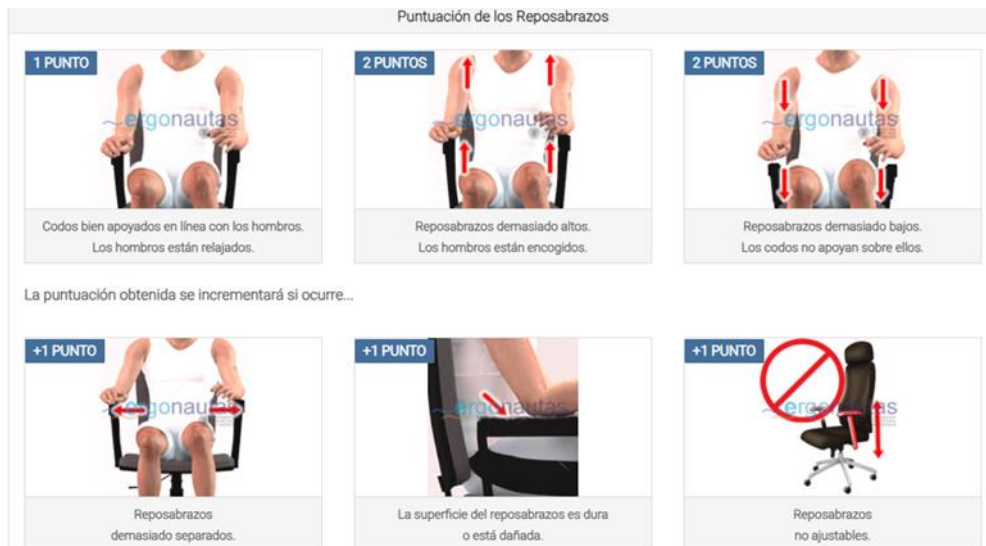 Puntuación de los Reposabrazos
1 PUNTO
2 PUNTOS
2 PUNTOS
ergonautas
ergonautas
ergonautas
Codos bien apoyados en línea con los hombros.
Los hombros están relajados.
Reposabrazos demasiado altos.
Los hombros están encogidos.
Reposabrazos demasiado bajos.
Los codos no apoyan sobre ellos.
La puntuación obtenida se incrementará si ocurre...
+1 PUNTO
+1 PUNTO
+1 PUNTO
ergonautas
ergonautas
ergonautas
Reposabrazos
demasiado separados.
La superficie del reposabrazos es dura
o está dañada.
Reposabrazos
no ajustables.